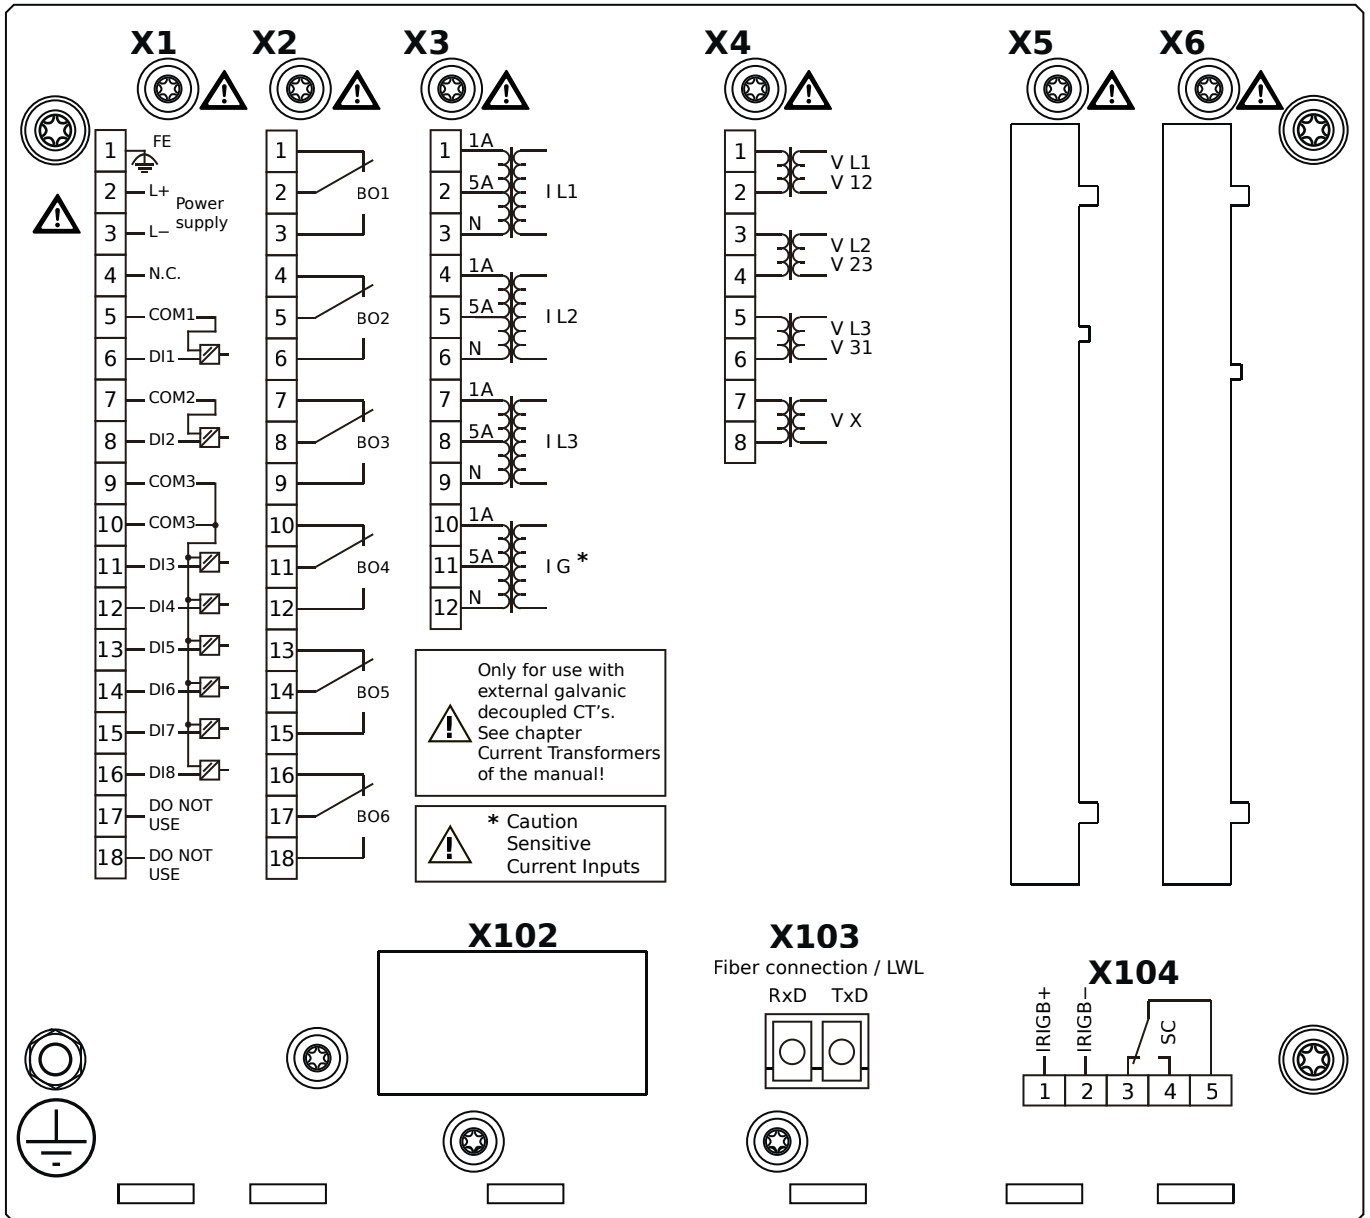 X1
X2
X3
X4
X5
X6
1
FE
2
L+
Power
supply
3
L−
4
N.C.
5
COM1
6
DI1
7
COM2
8
DI2
9
COM3
10
COM3
11
DI3
12
DI4
13
DI5
14
DI6
15
DI7
16
DI8
17
DO NOT
USE
18
DO NOT
USE
1
2
BO1
3
4
5
BO2
6
7
8
BO3
9
10
11
BO4
12
13
14
BO5
15
16
17
BO6
18
1
1A
2
5A
I L1
3
N
4
1A
5
5A
I L2
6
N
7
1A
8
5A
I L3
9
N
10
1A
11
5A
I G *
12
N
Only for use with
external galvanic
decoupled CT's.
See chapter
Current Transformers
of the manual!
* Caution
Sensitive
Current Inputs
1
V L1
V 12
2
3
V L2
V 23
4
5
V L3
V 31
6
7
V X
8
X102
X103
Fiber connection / LWL
RxD TxD
X104
IRIGB+
IRIGB−
SC
1 2 3 4 5